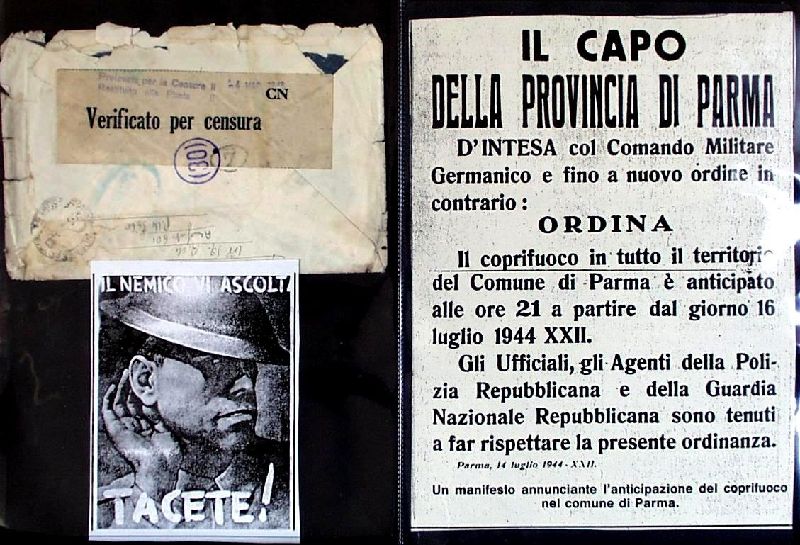 Verificato per censura
CN
(30)
IL NEMICO VI ASCOLTA
TACETE!
IL CAPO
DELLA PROVINCIA DI PARMA
D'INTESA col Comando Militare
Germanico e fino a nuovo ordine in
contrario :
ORDINA
Il coprifuoco in tutto il territorio
del Comune di Parma è anticipato
alle ore 21 a partire dal giorno 16
luglio 1944 XXII.
Gli Ufficiali, gli Agenti della Poli-
zia Repubblicana e della Guardia
Nazionale Repubblicana sono tenuti
a far rispettare la presente ordinanza.
Parma, 14 luglio 1944-XXII.
Un manifesto annunciante l'anticipazione del coprifuoco
nel comune di Parma.